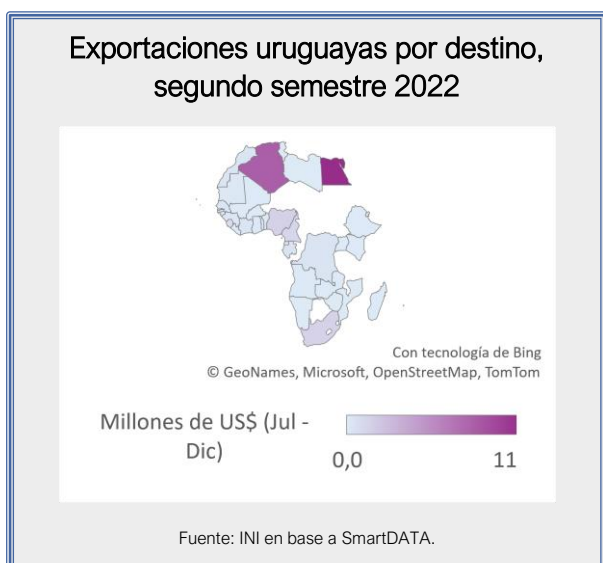 Exportaciones uruguayas por destino,
segundo semestre 2022
Con tecnología de Bing
© GeoNames, Microsoft, OpenStreetMap, TomTom
Millones de US$ (Jul -
Dic)
0,0
11
Fuente: INI en base a SmartDATA.